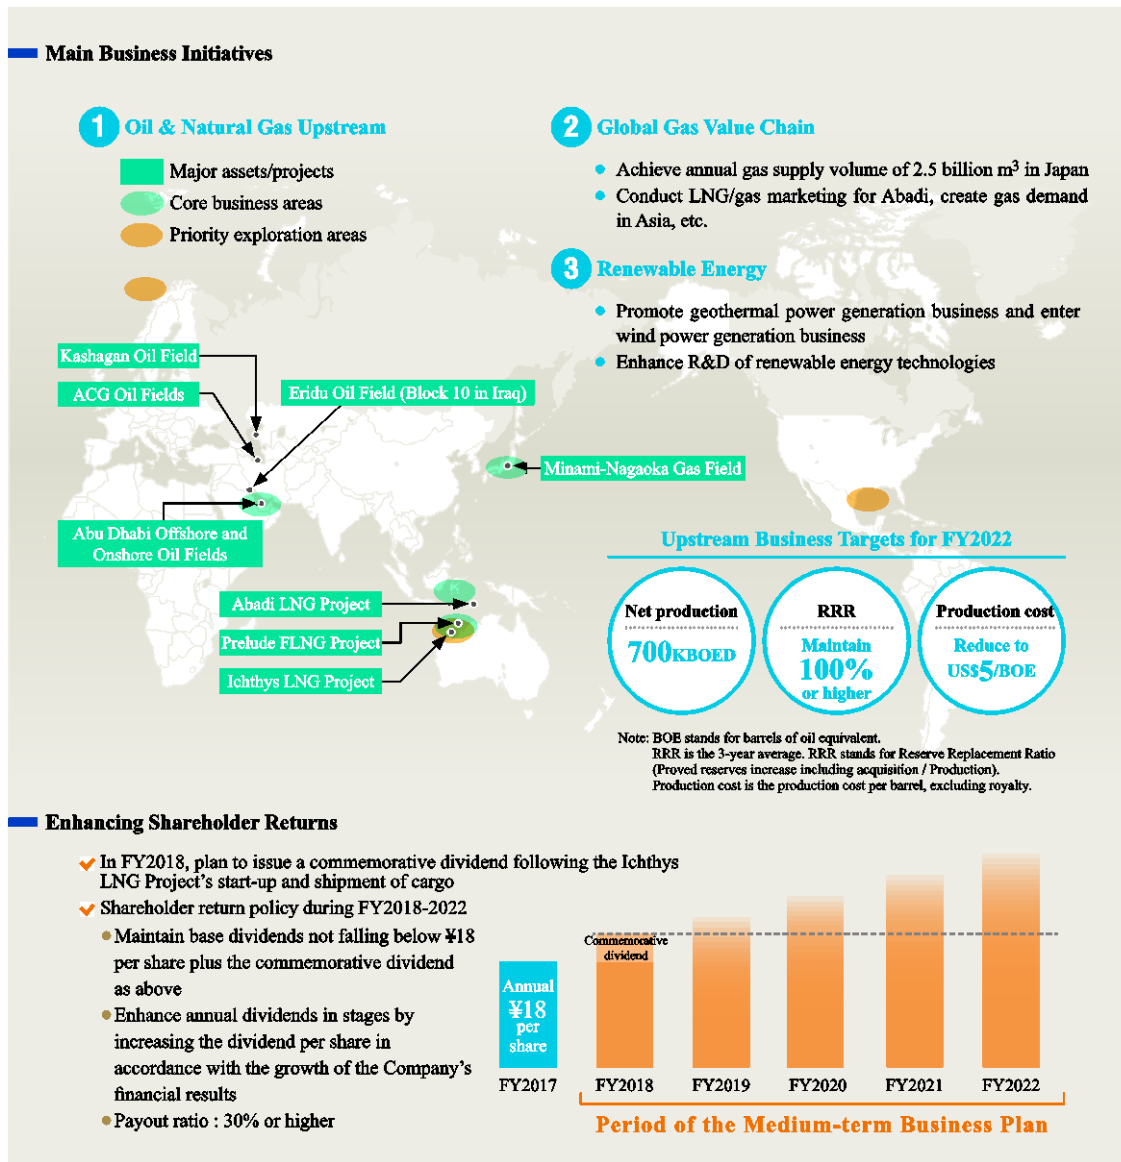 Main Business Initiatives
1 Oil & Natural Gas Upstream
Major assets/projects
Core business areas
Priority exploration areas
2 Global Gas Value Chain
Achieve annual gas supply volume of 2.5 billion m³ in Japan
Conduct LNG/gas marketing for Abadi, create gas demand
in Asia, etc.
3 Renewable Energy
Promote geothermal power generation business and enter
wind power generation business
Enhance R&D of renewable energy technologies
Kashagan Oil Field
ACG Oil Fields
Eridu Oil Field (Block 10 in Iraq)
Minami-Nagaoka Gas Field
Abu Dhabi Offshore and
Onshore Oil Fields
Abadi LNG Project
Prelude FLNG Project
Ichthys LNG Project
Upstream Business Targets for FY2022
Net production
700KBOED
RRR
Maintain
100%
or higher
Production cost
Reduce to
US$5/BOE
Note: BOE stands for barrels of oil equivalent.
RRR is the 3-year average. RRR stands for Reserve Replacement Ratio
(Proved reserves increase including acquisition / Production).
Production cost is the production cost per barrel, excluding royalty.
Enhancing Shareholder Returns
In FY2018, plan to issue a commemorative dividend following the Ichthys
LNG Project's start-up and shipment of cargo
Shareholder return policy during FY2018-2022
Maintain base dividends not falling below ¥18
per share plus the commemorative dividend
as above
Enhance annual dividends in stages by
increasing the dividend per share in
accordance with the growth of the Company's
financial results
Payout ratio : 30% or higher
Annual
¥18
per
share
Commemorative
dividend
FY2017 FY2018 FY2019 FY2020 FY2021 FY2022
Period of the Medium-term Business Plan